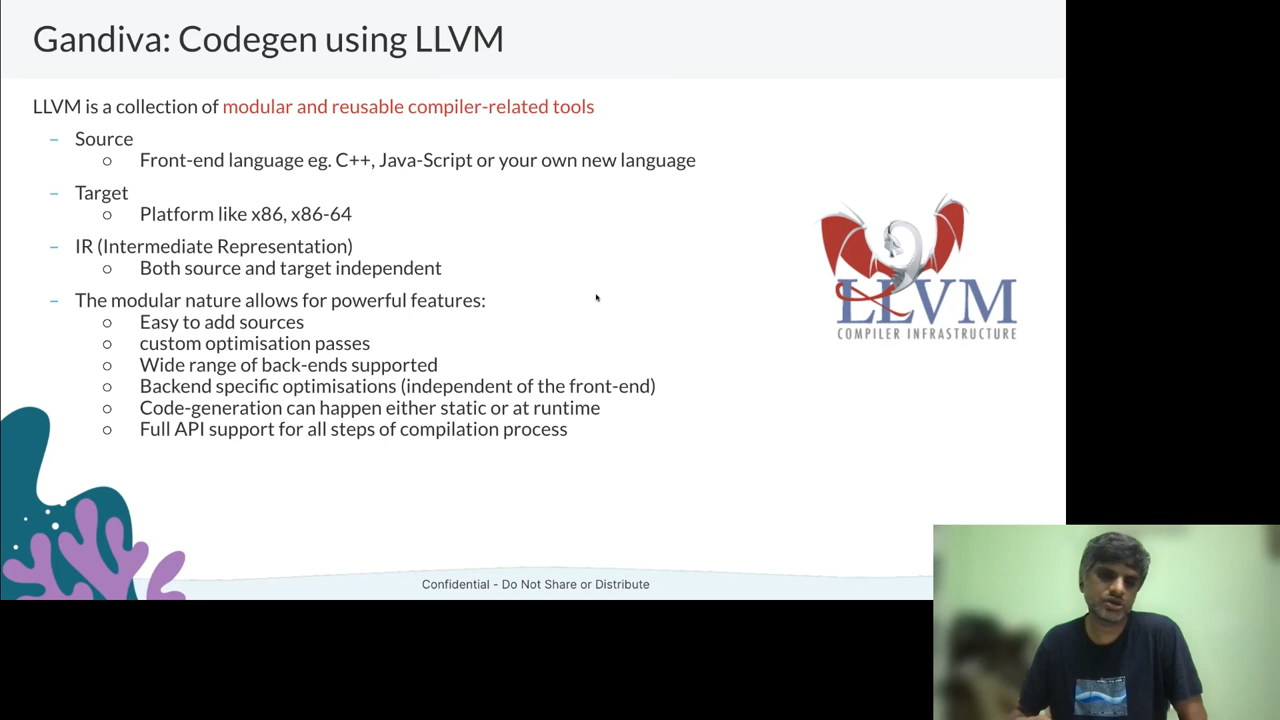 Gandiva: Codegen using LLVM
LLVM is a collection of modular and reusable compiler-related tools
– Source
○ Front-end language eg. C++, Java-Script or your own new language
– Target
○ Platform like x86, x86-64
– IR (Intermediate Representation)
○ Both source and target independent
– The modular nature allows for powerful features:
○ Easy to add sources
○ custom optimisation passes
○ Wide range of back-ends supported
○ Backend specific optimisations (independent of the front-end)
○ Code-generation can happen either static or at runtime
○ Full API support for all steps of compilation process
LLVM
COMPILER INFRASTRUCTURE
Confidential - Do Not Share or Distribute